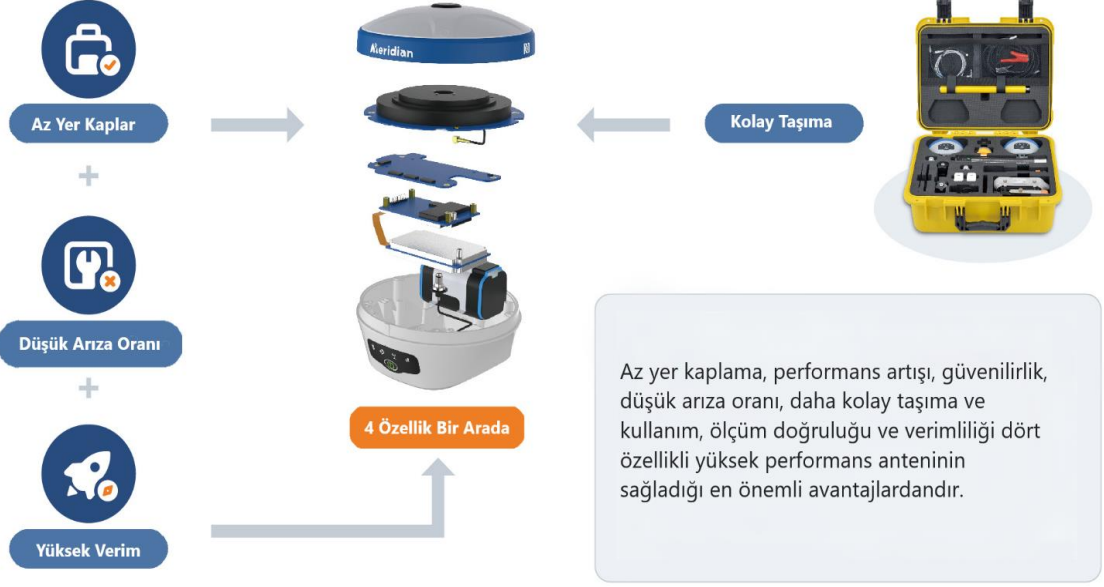 Meridian
Az Yer Kaplar
Kolay Taşıma
Düşük Arıza Oranı
4 Özellik Bir Arada
Yüksek Verim
Az yer kaplama, performans artışı, güvenilirlik,
düşük arıza oranı, daha kolay taşıma ve
kullanım, ölçüm doğruluğu ve verimliliği dört
özellikli yüksek performans anteninin
sağladığı en önemli avantajlardandır.